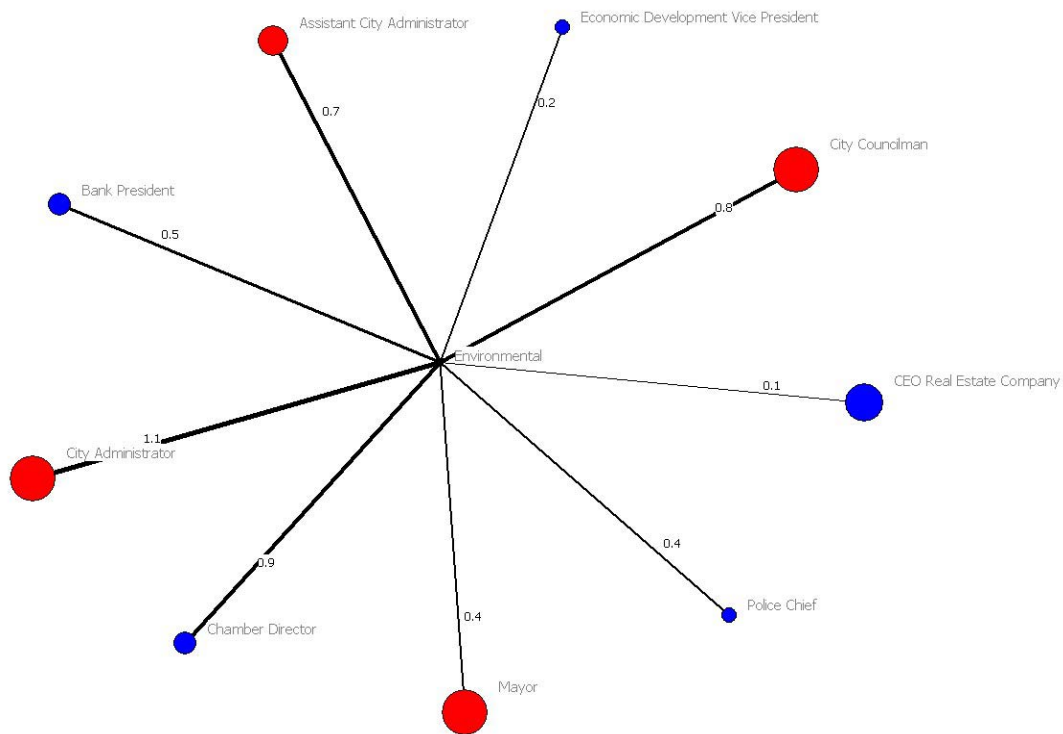 Assistant City Administrator
Economic Development Vice President
0.2
0.7
City Councilman
Bank President
0.8
0.5
Environmental
CEO Real Estate Company
0.1
1.1
City Administrator
0.4
0.9
Police Chief
0.4
Chamber Director
Mayor